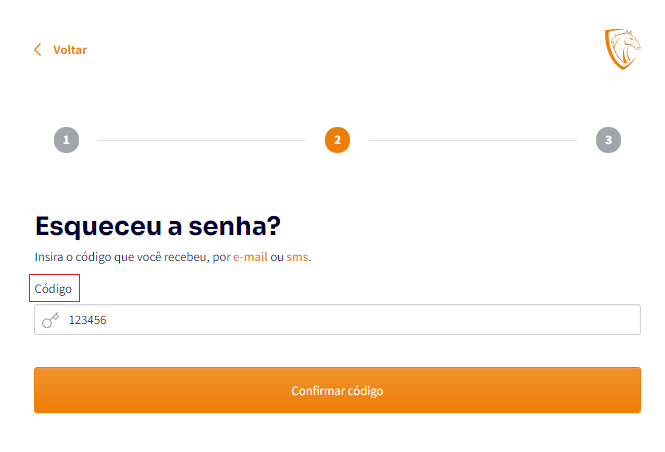 Voltar
1 2 3
Esqueceu a senha?
Insira o código que você recebeu, por e-mail ou sms.
Código
123456
Confirmar código